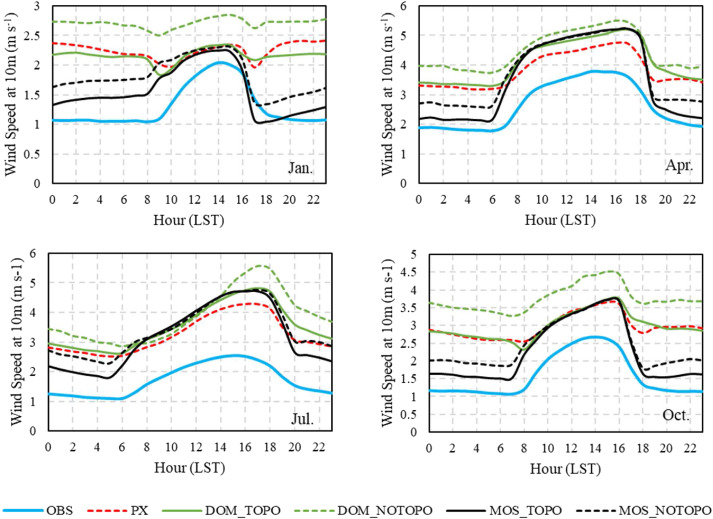 Wind Speed at 10m (m s⁻¹)
3
2.5
2
1.5
1
0.5
0
0 2 4 6 8 10 12 14 16 18 20 22
Hour (LST)
Jan.
Wind Speed at 10m (m s⁻¹)
6
5
4
3
2
1
0
0 2 4 6 8 10 12 14 16 18 20 22
Hour (LST)
Apr.
Wind Speed at 10m (m s-1)
6
5
4
3
2
1
0
0 2 4 6 8 10 12 14 16 18 20 22
Hour (LST)
Jul.
Wind Speed at 10m (m s-1)
5
4.5
4
3.5
3
2.5
2
1.5
1
0.5
0
0 2 4 6 8 10 12 14 16 18 20 22
Hour (LST)
Oct.
OBS PX DOM_TOPO DOM_NOTOPO MOS_TOPO MOS_NOTOPO